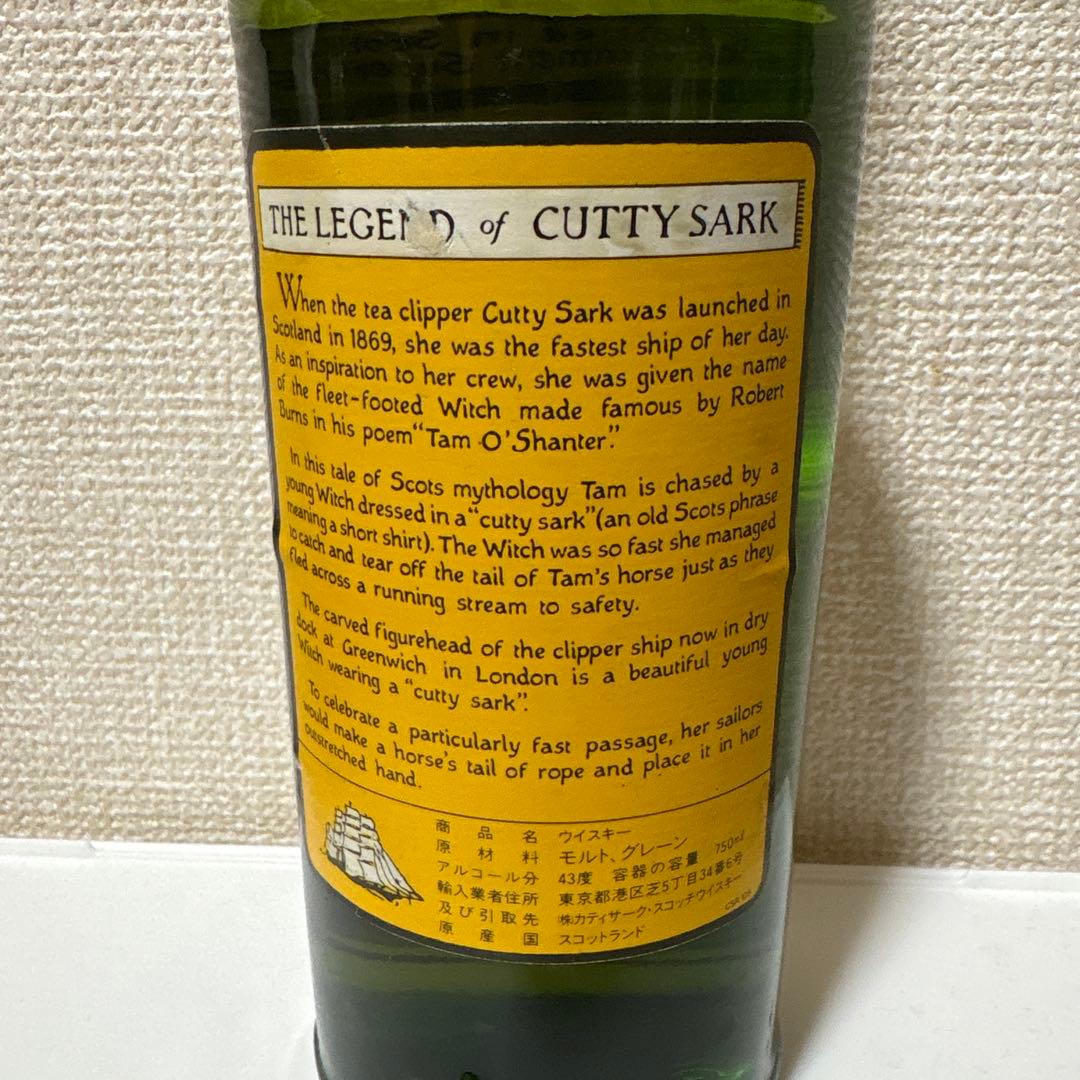 THE LEGEND of CUTTY SARK
When the tea clipper Cutty Sark was launched in
Scotland in 1869, she was the fastest ship of her day.
As an inspiration to her crew, she was given the name
of the fleet-footed Witch made famous by Robert
Burns in his poem "Tam O'Shanter."
In this tale of Scots mythology Tam is chased by a
young Witch dressed in a "cutty sark" (an old Scots phrase
meaning a short shirt). The Witch was so fast she managed
to catch and tear off the tail of Tam's horse just as they
fled across a running stream to safety.
The carved figurehead of the clipper ship now in dry
dock at Greenwich in London is a beautiful young
Witch wearing a "cutty sark".
To celebrate a particularly fast passage, her sailors
would make a horse's tail of rope and place it in her
outstretched hand.
商品名 ウイスキー
原材料 モルト、グレーン
アルコール分 43度 容器の容量 750ml
輸入業者住所 東京都港区芝5丁目34番6号
及び引取先 ㈱カティサーク・スコッチウイスキー
原産国 スコットランド